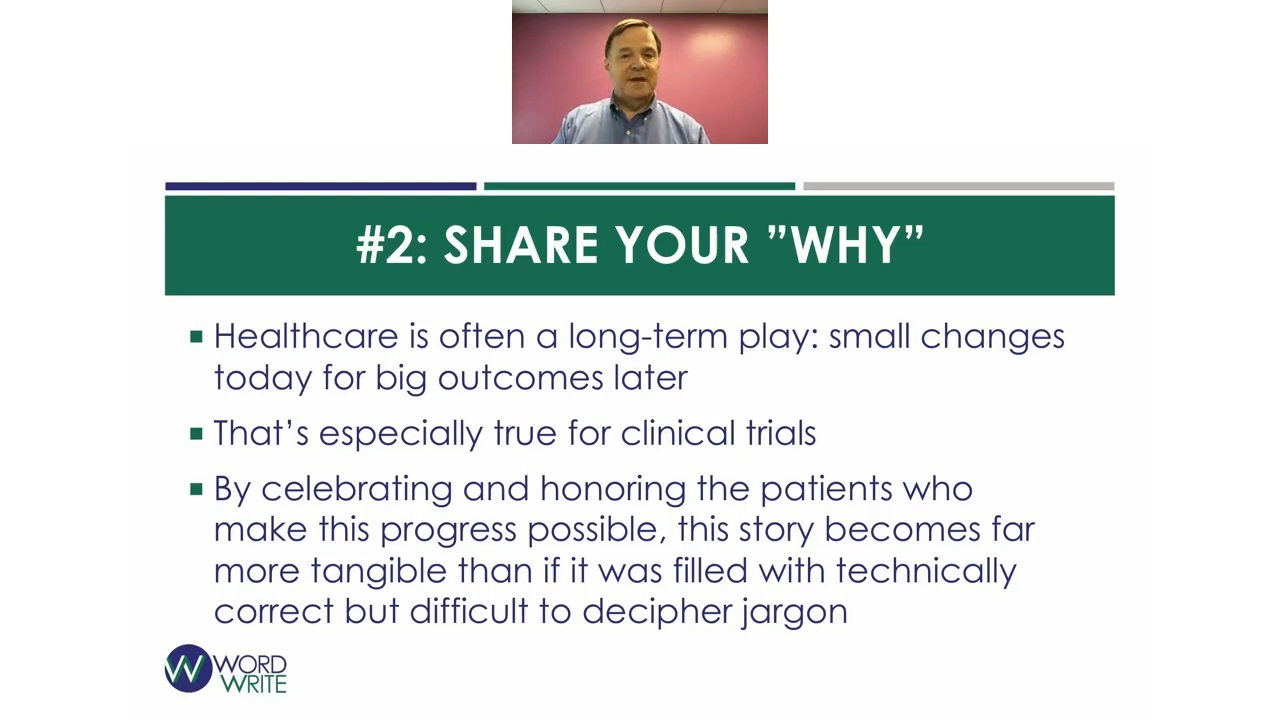 #2: SHARE YOUR ”WHY”
Healthcare is often a long-term play: small changes
today for big outcomes later
That’s especially true for clinical trials
By celebrating and honoring the patients who
make this progress possible, this story becomes far
more tangible than if it was filled with technically
correct but difficult to decipher jargon
W WORD
WRITE